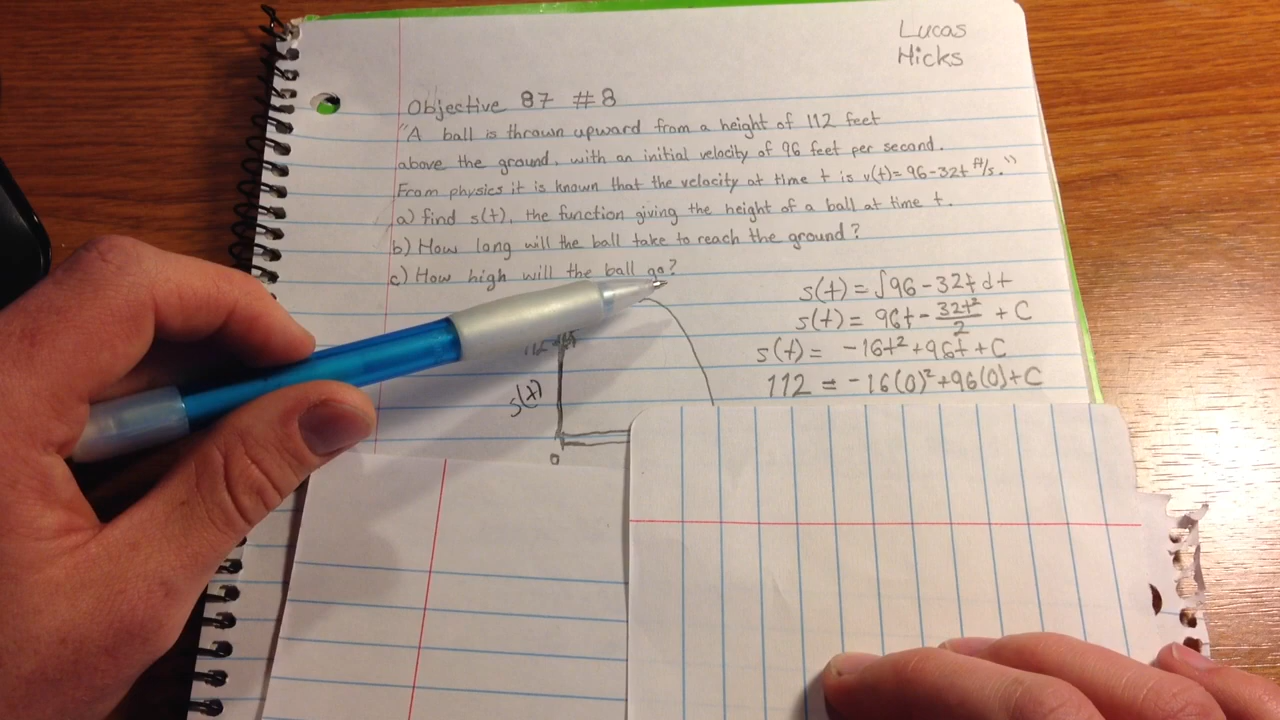 Lucas
Hicks
Objective 87 #8
"A ball is thrown upward from a height of 112 feet
above the ground, with an initial velocity of 96 feet per second.
From physics it is known that the velocity at time t is v(t)= 96-32t ft/s."
a) find s(t), the function giving the height of a ball at time t.
b) How long will the ball take to reach the ground?
c) How high will the ball go?
s(t) = ∫96-32t dt
s(t) = 96t - 32t²/2 + C
s(t) = -16t²+96t+C
112 = -16(0)²+96(0)+C
s(t)
0